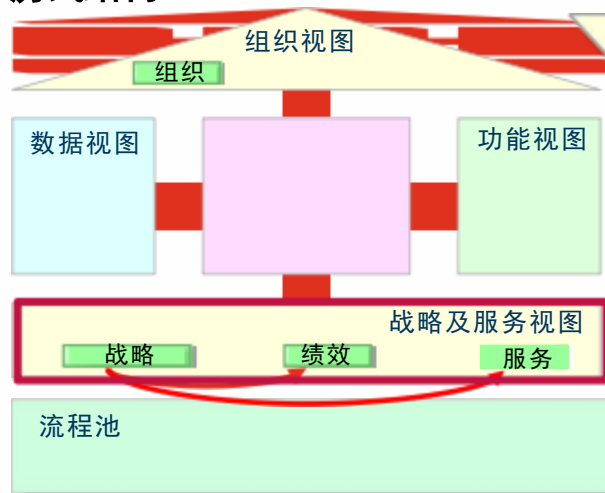 组织视图
组织
数据视图
功能视图
战略及服务视图
战略
绩效
服务
流程池